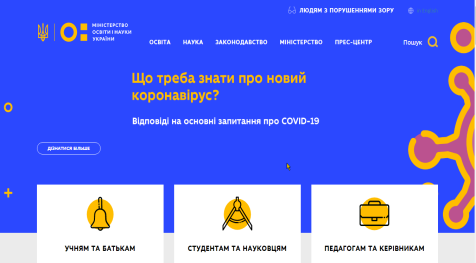 ЛЮДЯМ З ПОРУШЕННЯМИ ЗОРУ
МІНІСТЕРСТВО
ОСВІТИ І НАУКИ
УКРАЇНИ
ОСВІТА НАУКА ЗАКОНОДАВСТВО МІНІСТЕРСТВО ПРЕС-ЦЕНТР Пошук
Що треба знати про новий
коронавірус?
Відповіді на основні запитання про COVID-19
ДІЗНАТИСЯ БІЛЬШЕ
УЧНЯМ ТА БАТЬКАМ СТУДЕНТАМ ТА НАУКОВЦЯМ ПЕДАГОГАМ ТА КЕРІВНИКАМ